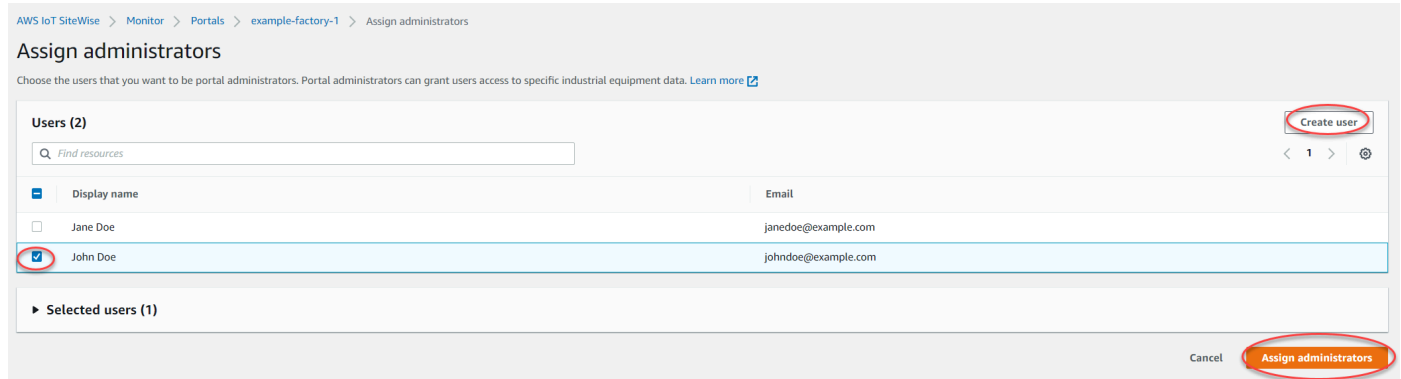 AWS IoT SiteWise > Monitor > Portals > example-factory-1 > Assign administrators
Assign administrators
Choose the users that you want to be portal administrators. Portal administrators can grant users access to specific industrial equipment data. Learn more
Users (2)
Create user
Find resources
< 1 >
Display name Email
Jane Doe janedoe@example.com
John Doe johndoe@example.com
Selected users (1)
Cancel Assign administrators